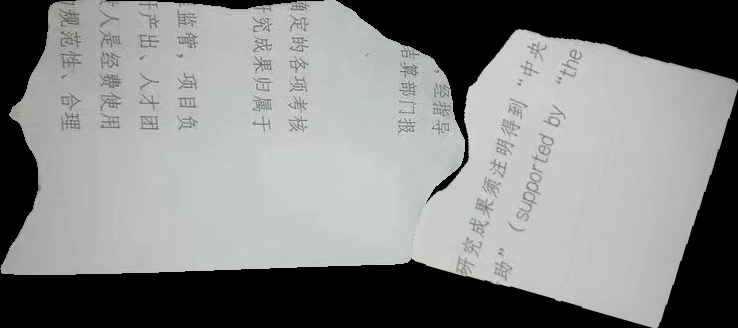 ，经指导
结算部门报
确定的各项考核
研究成果归属于
监管，项目负
产出、人才团
人是经费使用
规范性、合理
研究成果须注明得到“中央
助”（supported by “the